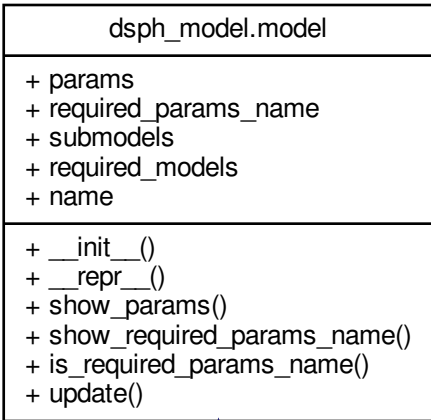 dsph_model.model
+ params
+ required_params_name
+ submodels
+ required_models
+ name
+ __init__()
+ __repr__()
+ show_params()
+ show_required_params_name()
+ is_required_params_name()
+ update()